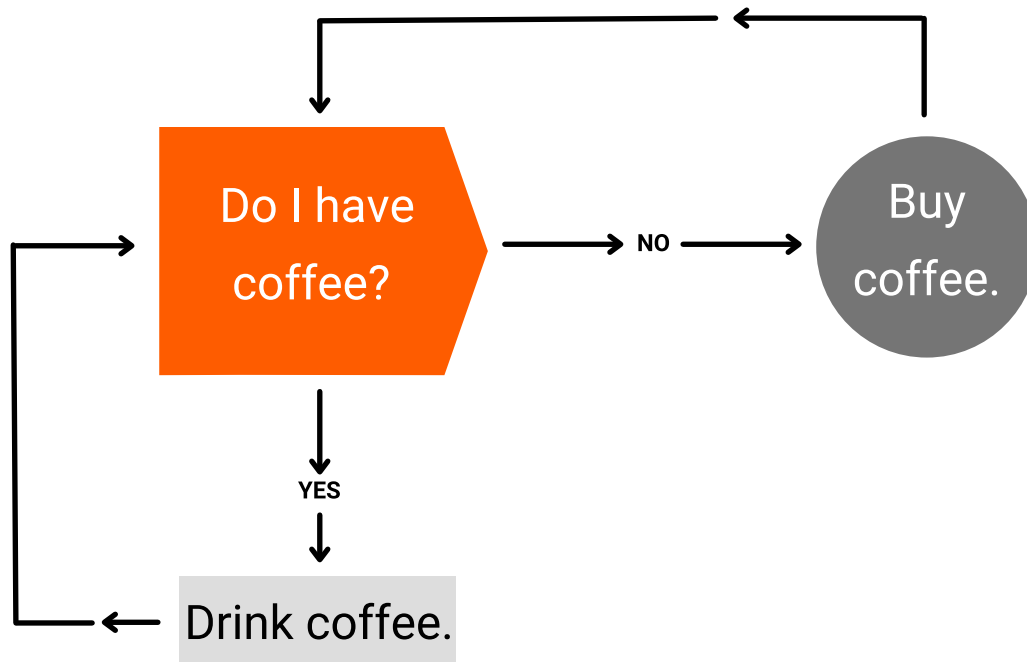 Do I have
coffee?
NO
Buy
coffee.
YES
Drink coffee.